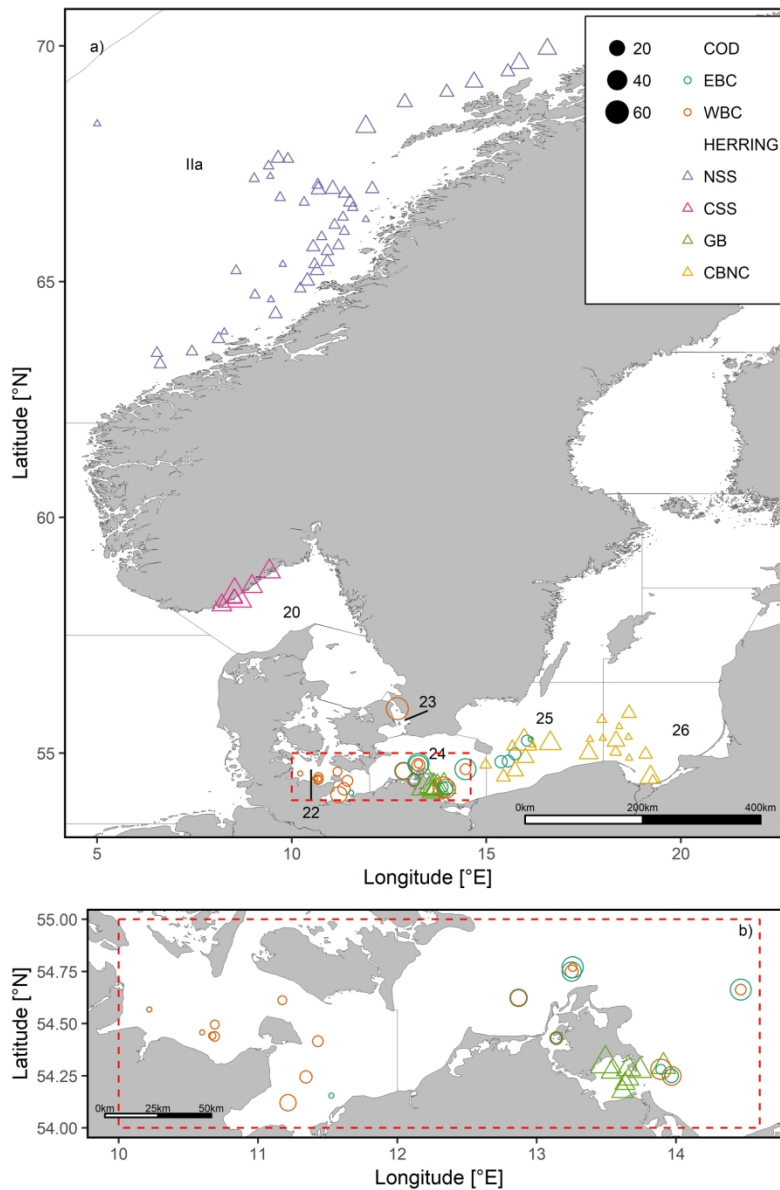 a)
70
65
60
55
Latitude [°N]
IIa
20
23
24
25
26
22
20 COD
40 EBC
60 WBC
HERRING
NSS
CSS
GB
CBNC
0km 200km 400km
5 10 15 20
Longitude [°E]
b)
55.00
54.75
54.50
54.25
54.00
Latitude [°N]
0km 25km 50km
10 11 12 13 14
Longitude [°E]